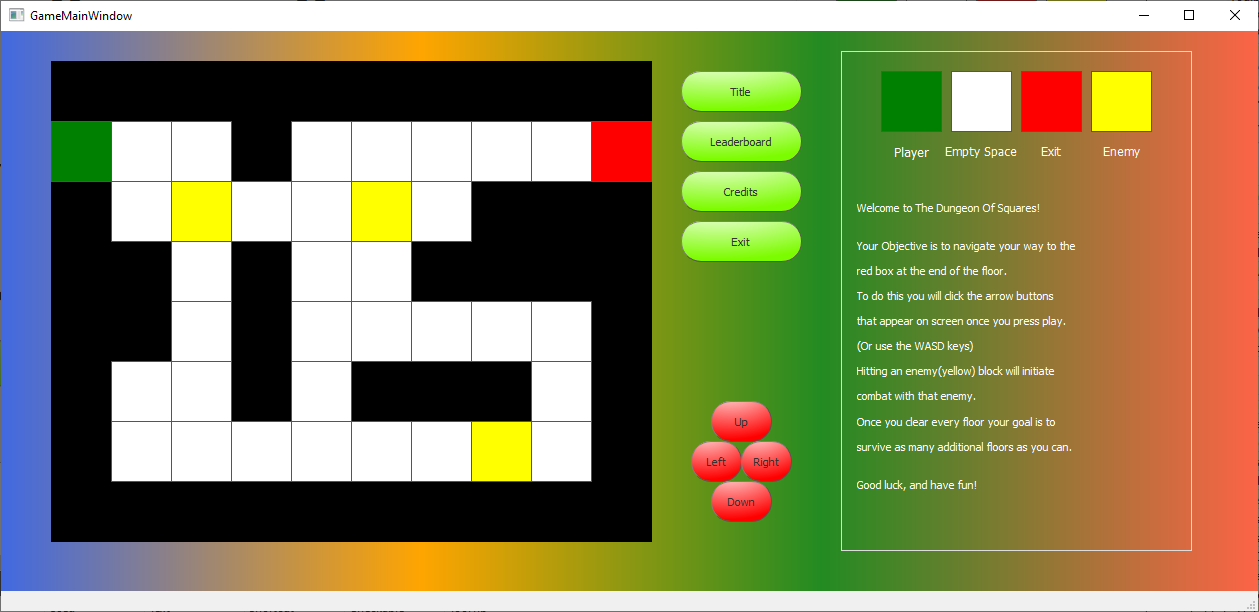 GameMainWindow
Title
Leaderboard
Credits
Exit
Up
Left Right
Down
Player Empty Space Exit Enemy
Welcome to The Dungeon Of Squares!
Your Objective is to navigate your way to the
red box at the end of the floor.
To do this you will click the arrow buttons
that appear on screen once you press play.
(Or use the WASD keys)
Hitting an enemy(yellow) block will initiate
combat with that enemy.
Once you clear every floor your goal is to
survive as many additional floors as you can.
Good luck, and have fun!